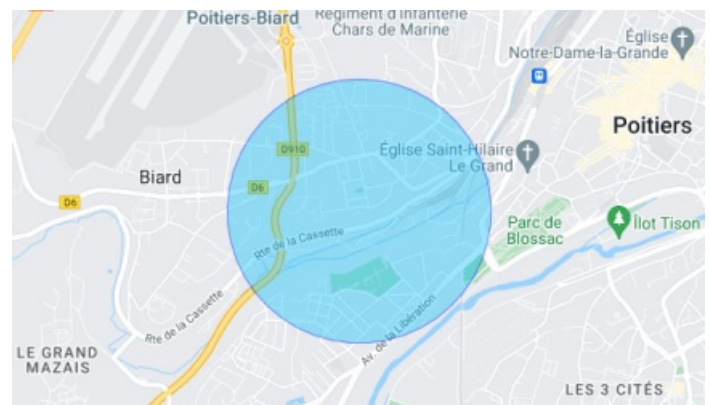 Poitiers-Biard
Régiment d'Infanterie
Chars de Marine
Église
Notre-Dame-la-Grande
Poitiers
D910
Église Saint-Hilaire
Le Grand
Biard
D6
D6
Parc de
Blossac
Îlot Tison
Rte de la Cassette
Rte de la Cassette
Av. de la Libération
LE GRAND
MAZAIS
LES 3 CITÉS